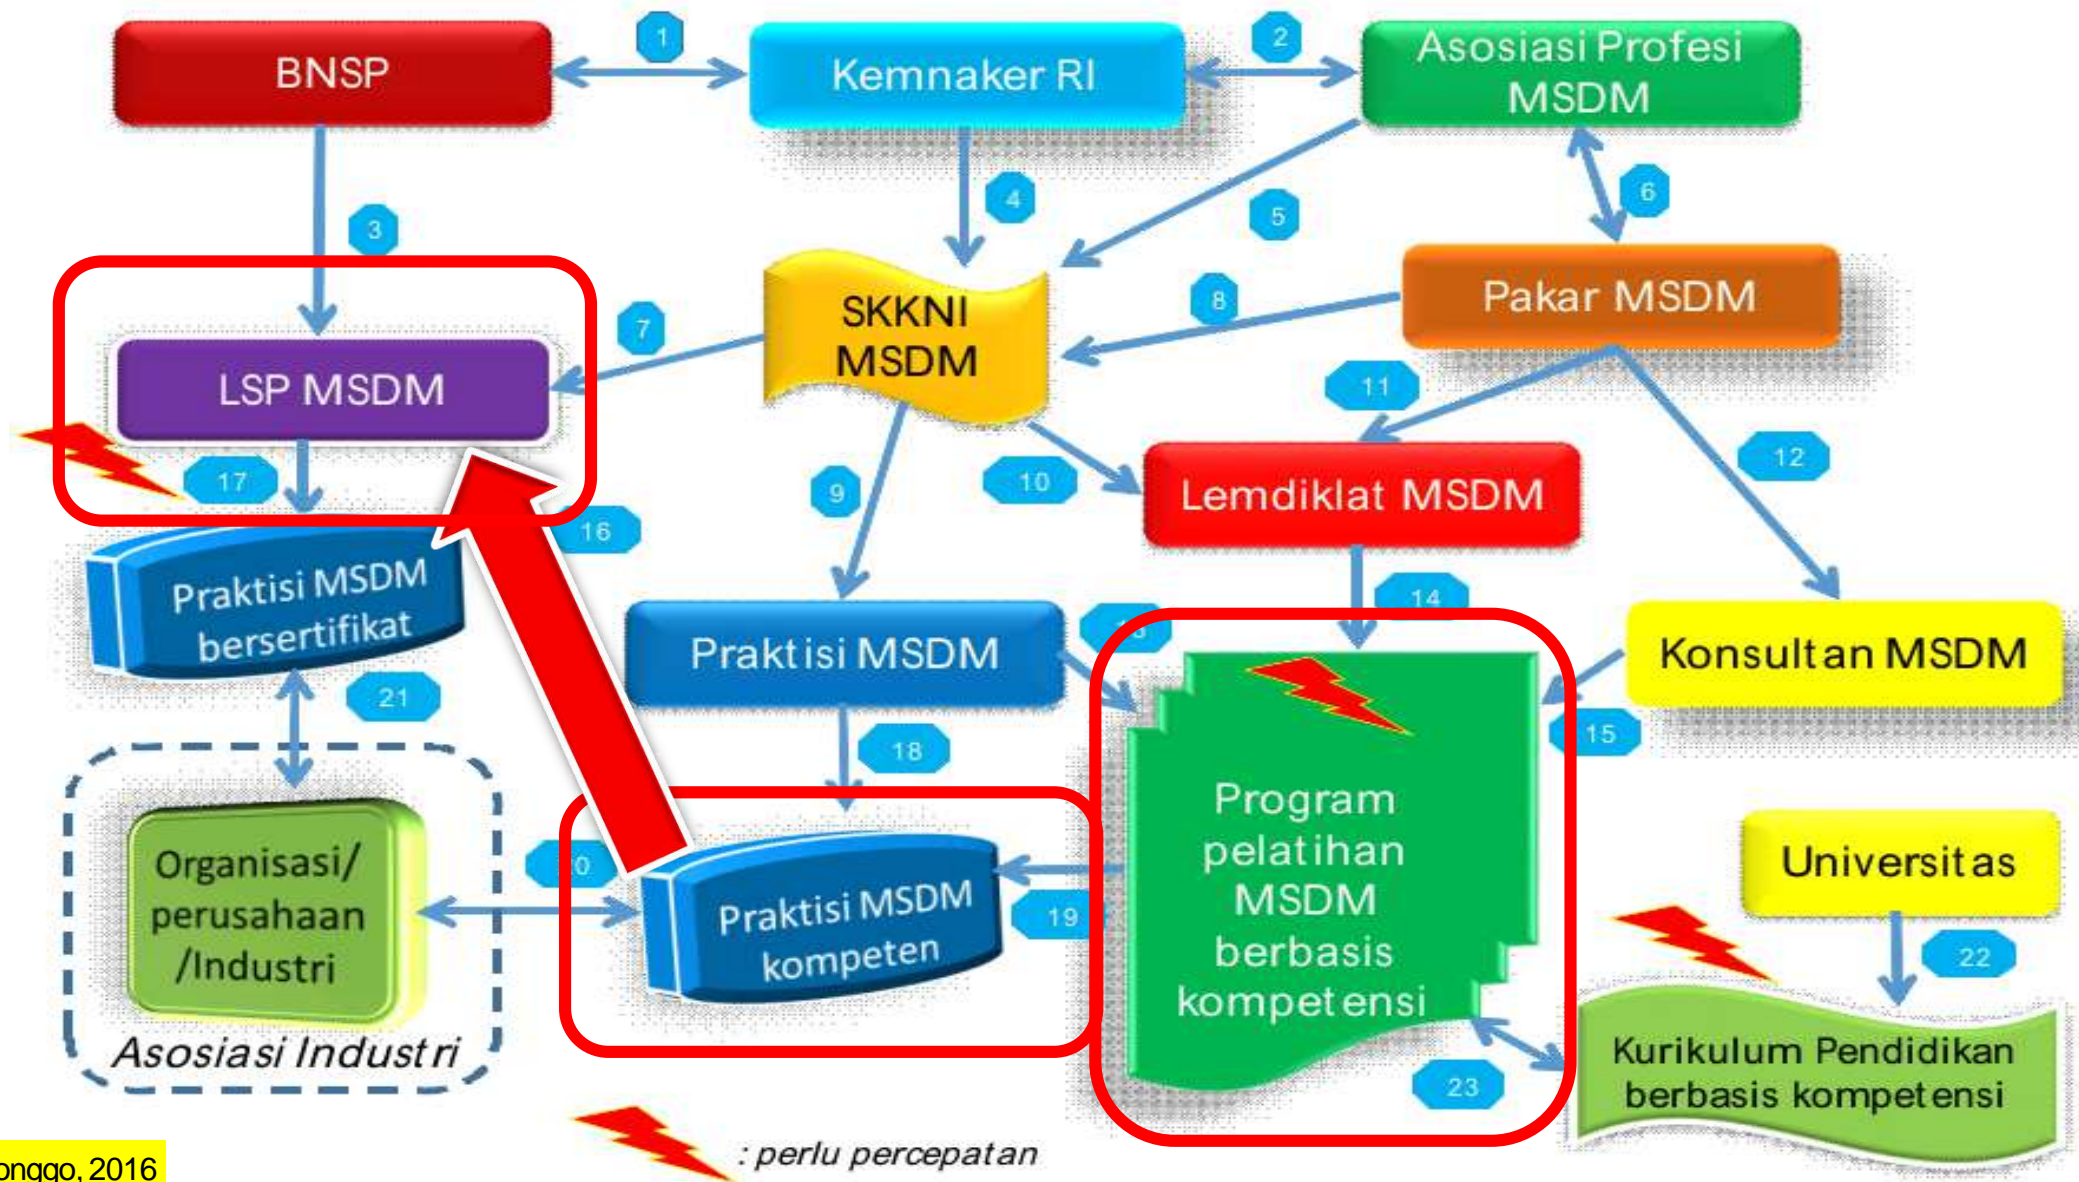 1
2
BNSP
Kemnaker RI
Asosiasi Profesi
MSDM
3
4
5
6
7
8
SKKNI
MSDM
Pakar MSDM
LSP MSDM
11
12
17
9
10
Lemdiklat MSDM
16
Praktisi MSDM
bersertifikat
14
Praktisi MSDM
Konsultan MSDM
21
18
15
Program
pelatihan
MSDM
berbasis
kompetensi
Universitas
Organisasi/
perusahaan
/Industri
Praktisi MSDM
kompeten
19
22
Asosiasi Industri
Kurikulum Pendidikan
berbasis kompetensi
23
: perlu percepatan
2016